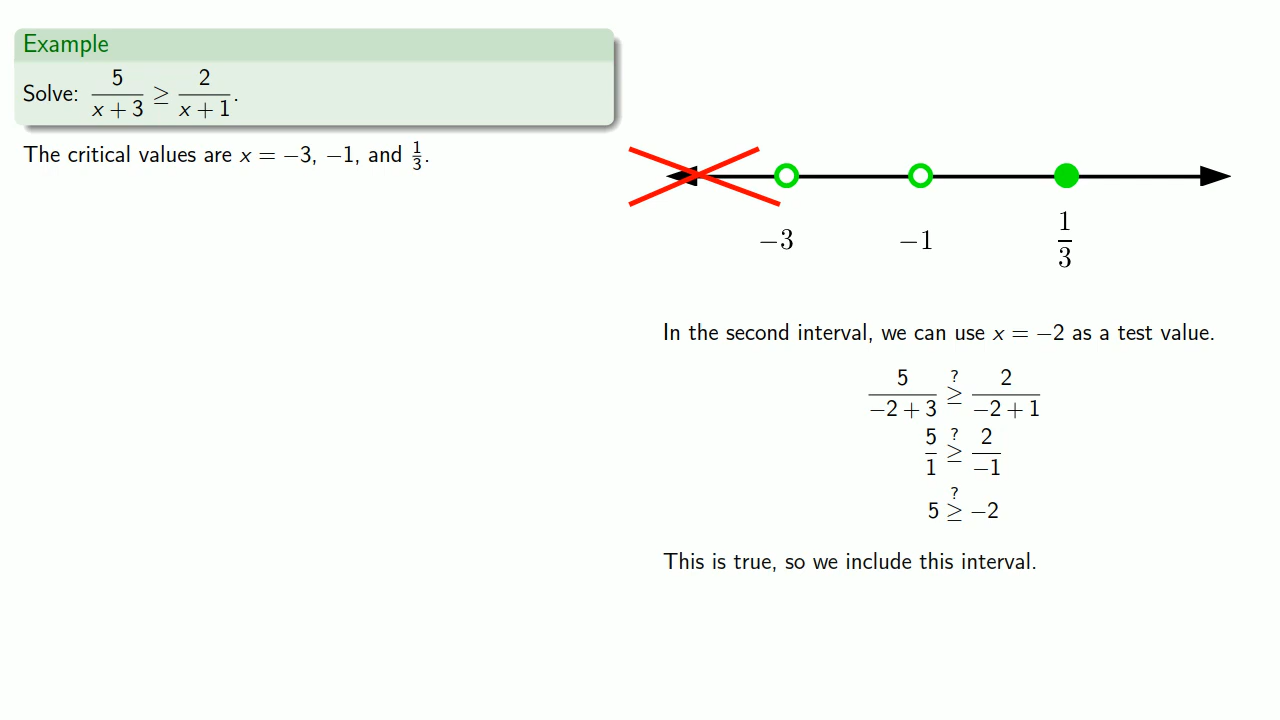 Example
Solve: 5/(x + 3) ≥ 2/(x + 1).
The critical values are x = −3, −1, and 1/3.
−3 −1 1/3
In the second interval, we can use x = −2 as a test value.
5/(−2 + 3) ≥? 2/(−2 + 1)
5/1 ≥? 2/−1
5 ≥? −2
This is true, so we include this interval.